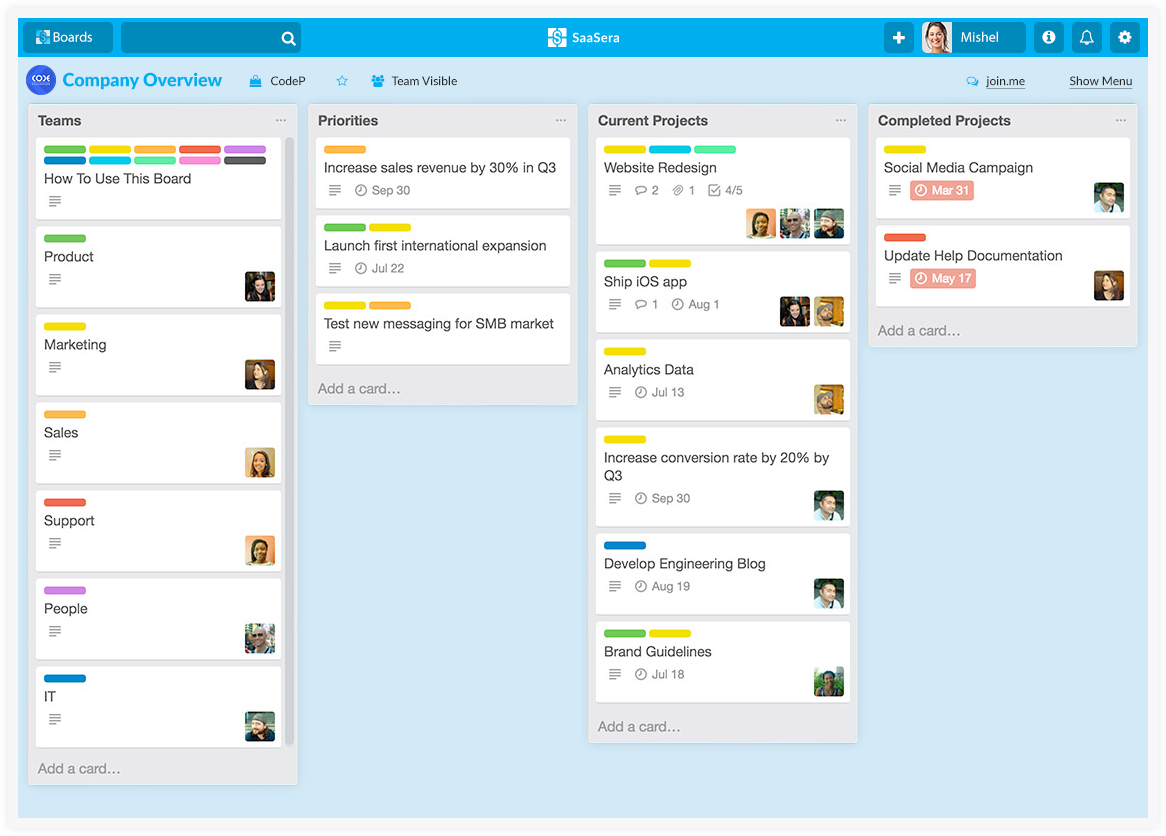 Boards
SaaSera
Mishel
CODE
Company Overview
CodeP
Team Visible
join.me
Show Menu
Teams
How To Use This Board
Product
Marketing
Sales
Support
People
IT
Add a card…
Priorities
Increase sales revenue by 30% in Q3
Sep 30
Launch first international expansion
Jul 22
Test new messaging for SMB market
Add a card…
Current Projects
Website Redesign
2 1 4/5
Ship iOS app
1 Aug 1
Analytics Data
Jul 13
Increase conversion rate by 20% by
Q3
Sep 30
Develop Engineering Blog
Aug 19
Brand Guidelines
Jul 18
Add a card…
Completed Projects
Social Media Campaign
Mar 31
Update Help Documentation
May 17
Add a card…